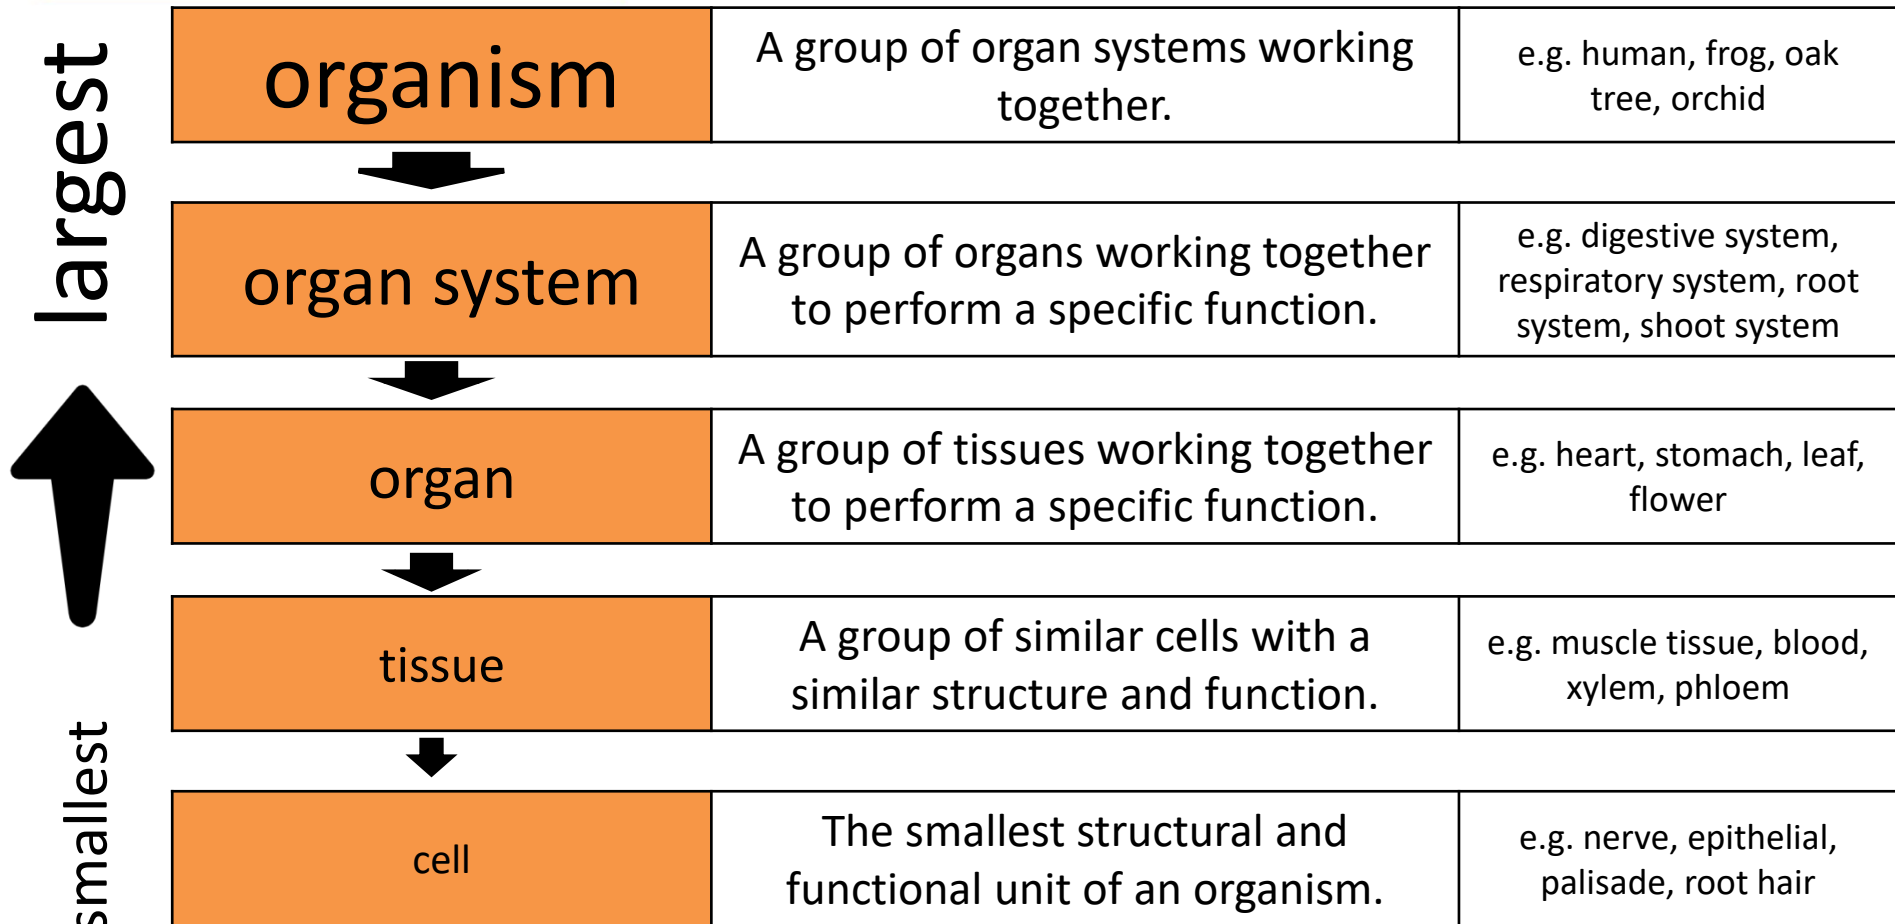 largest
organism
A group of organ systems working
together.
e.g. human, frog, oak
tree, orchid
organ system
A group of organs working together
to perform a specific function.
e.g. digestive system,
respiratory system, root
system, shoot system
organ
A group of tissues working together
to perform a specific function.
e.g. heart, stomach, leaf,
flower
tissue
A group of similar cells with a
similar structure and function.
e.g. muscle tissue, blood,
xylem, phloem
smallest
cell
The smallest structural and
functional unit of an organism.
e.g. nerve, epithelial,
palisade, root hair